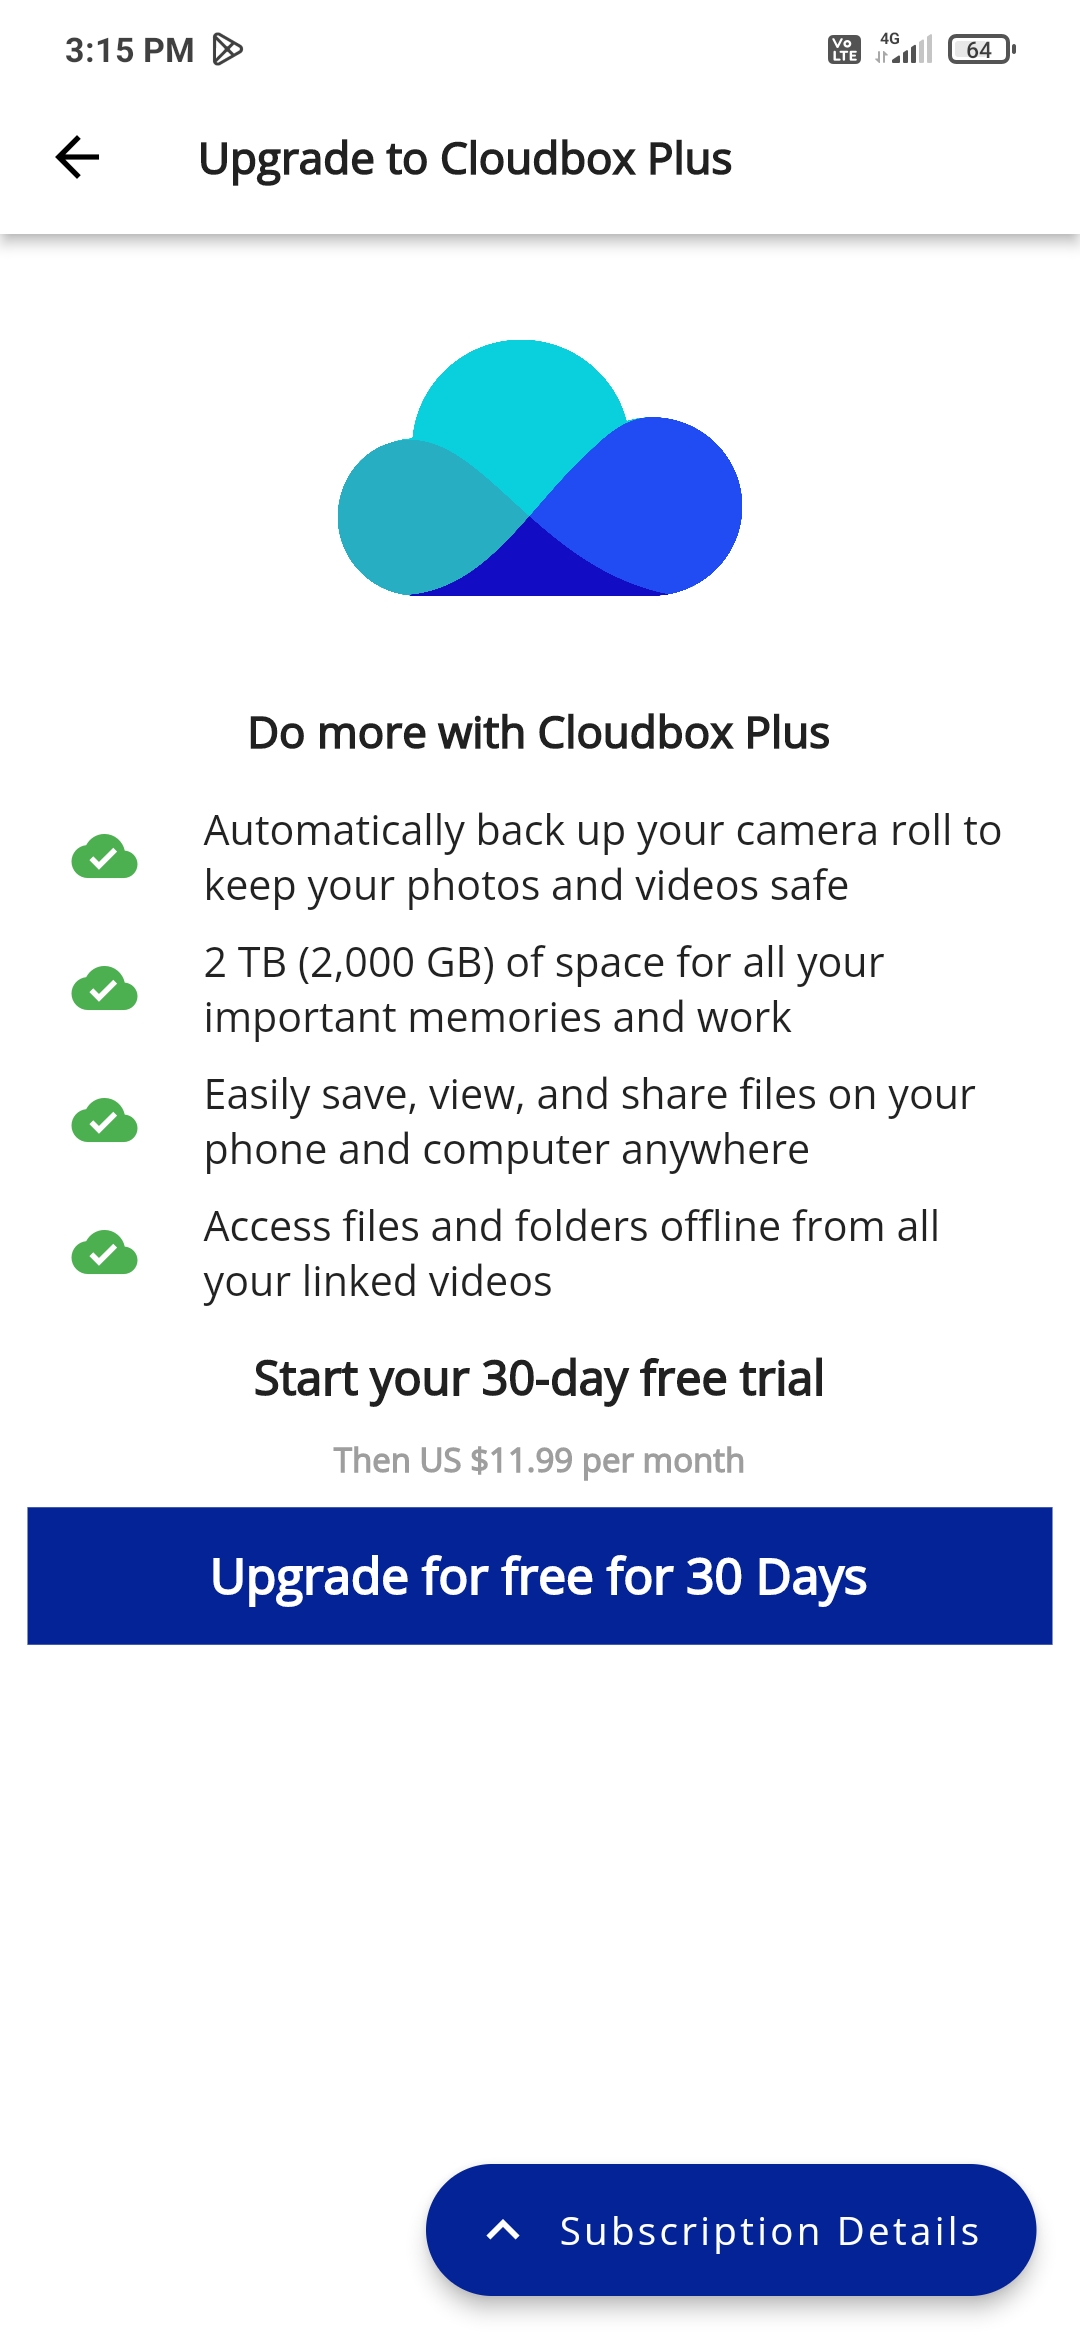 3:15 PM
Vo LTE
4G
64
Upgrade to Cloudbox Plus
Do more with Cloudbox Plus
Automatically back up your camera roll to
keep your photos and videos safe
2 TB (2,000 GB) of space for all your
important memories and work
Easily save, view, and share files on your
phone and computer anywhere
Access files and folders offline from all
your linked videos
Start your 30-day free trial
Then US $11.99 per month
Upgrade for free for 30 Days
Subscription Details